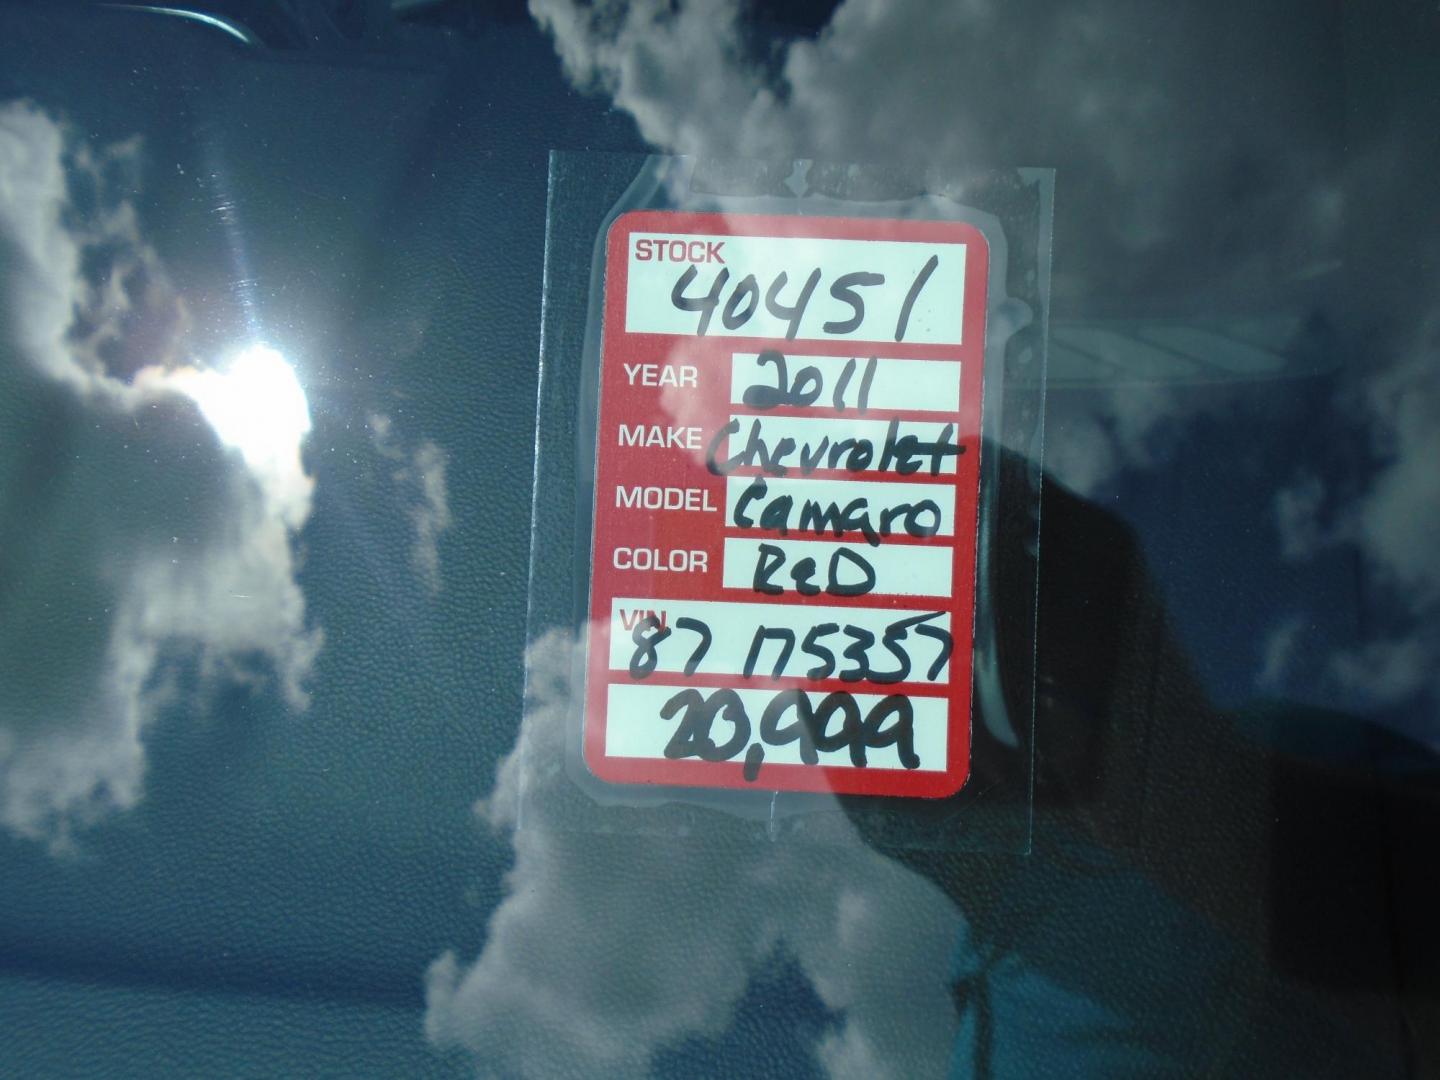 STOCK
40451
YEAR 2011
MAKE Chevrolet
MODEL Camaro
COLOR ReD
VIN
87 175357
20,999